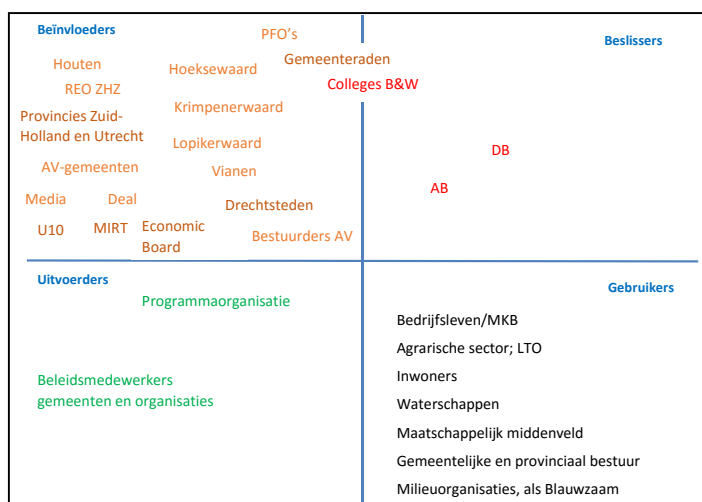 Beïnvloeders
PFO's
Beslissers
Houten
Hoeksewaard
Gemeenteraden
REO ZHZ
Colleges B&W
Provincies Zuid-
Holland en Utrecht
Krimpenerwaard
Lopikerwaard
DB
AV-gemeenten
Vianen
AB
Media
Deal
Drechtsteden
U10
MIRT
Economic
Board
Bestuurders AV
Uitvoerders
Gebruikers
Programmaorganisatie
Bedrijfsleven/MKB
Agrarische sector; LTO
Beleidsmedewerkers
gemeenten en organisaties
Inwoners
Waterschappen
Maatschappelijk middenveld
Gemeentelijke en provinciaal bestuur
Milieuorganisaties, als Blauwzaam